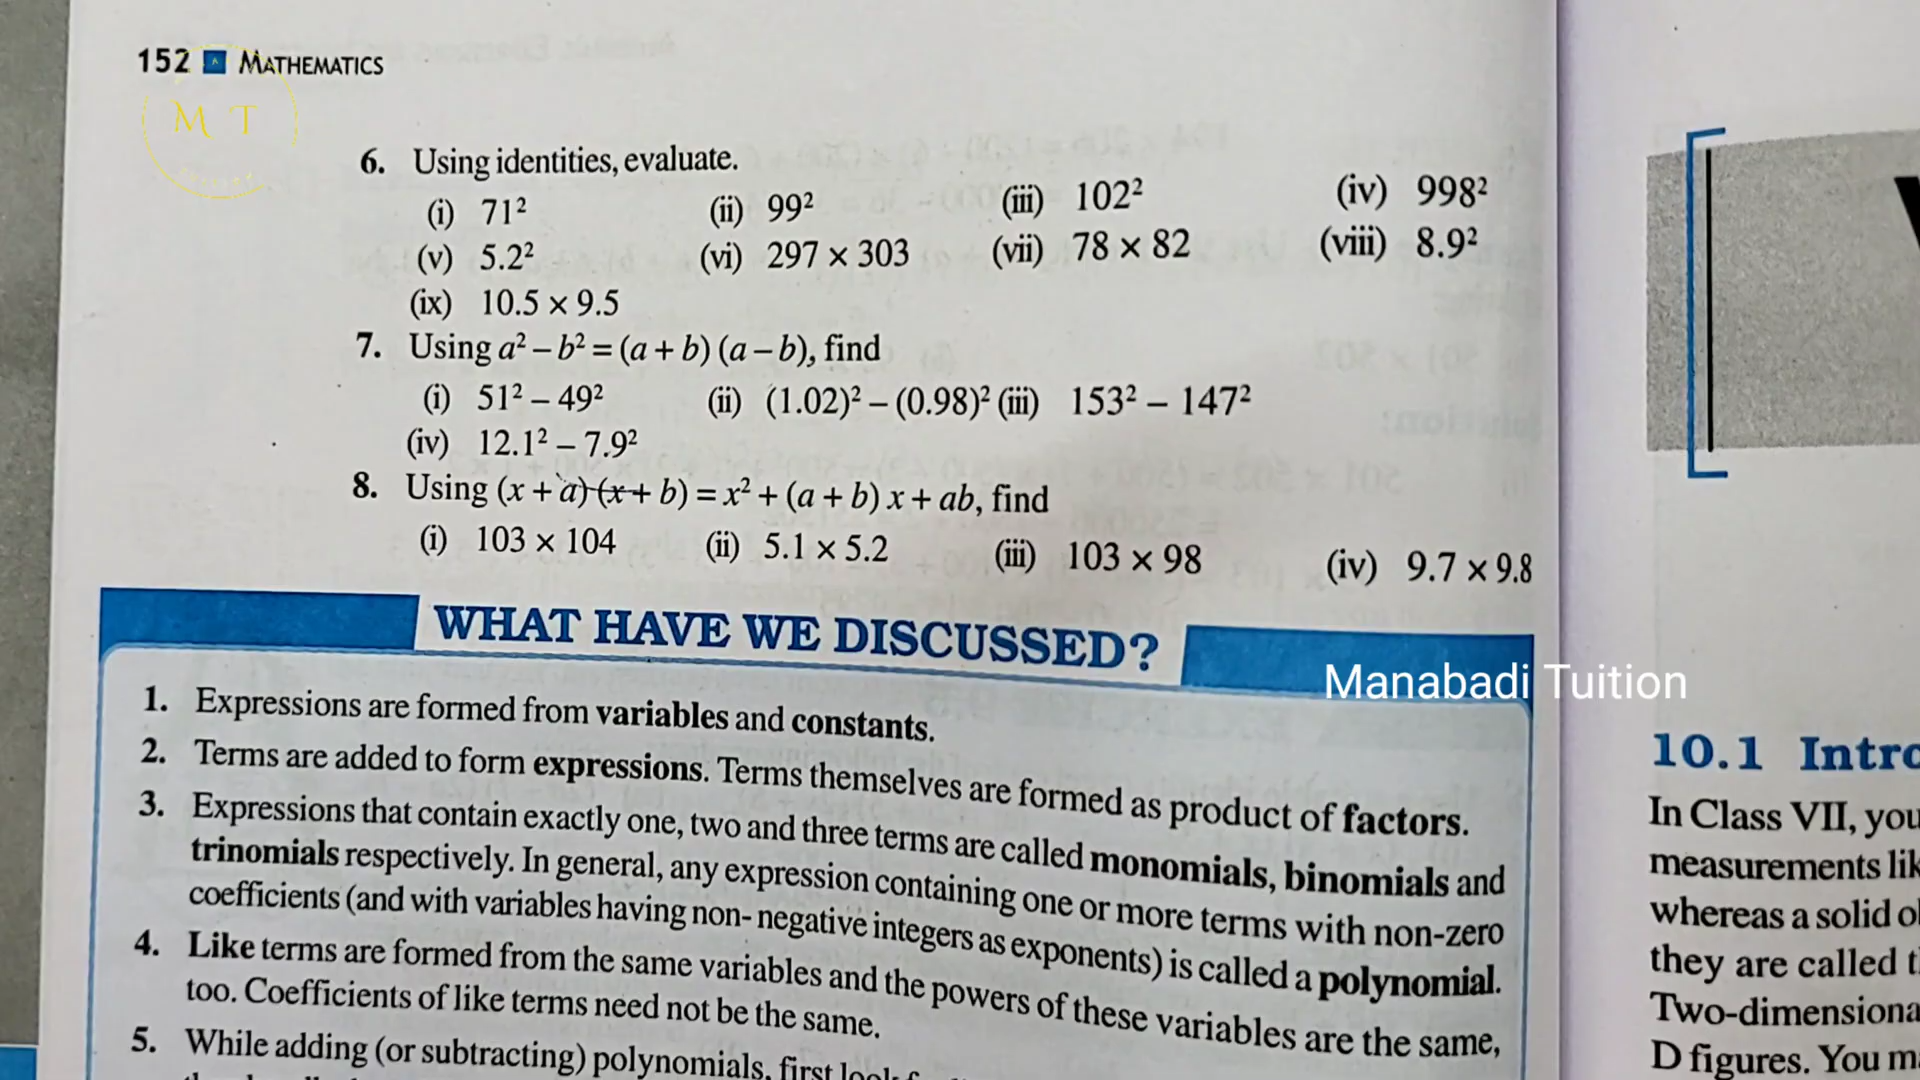 152 MATHEMATICS
M T
6. Using identities, evaluate.
(i) 71² (ii) 99² (iii) 102² (iv) 998²
(v) 5.2² (vi) 297 × 303 (vii) 78 × 82 (viii) 8.9²
(ix) 10.5 × 9.5
7. Using a² – b² = (a + b) (a – b), find
(i) 51² – 49² (ii) (1.02)² – (0.98)² (iii) 153² – 147²
(iv) 12.1² – 7.9²
8. Using (x + a) (x + b) = x² + (a + b) x + ab, find
(i) 103 × 104 (ii) 5.1 × 5.2 (iii) 103 × 98 (iv) 9.7 × 9.8
WHAT HAVE WE DISCUSSED?
Manabadi Tuition
1. Expressions are formed from variables and constants.
2. Terms are added to form expressions. Terms themselves are formed as product of factors.
3. Expressions that contain exactly one, two and three terms are called monomials, binomials and
trinomials respectively. In general, any expression containing one or more terms with non-zero
coefficients (and with variables having non- negative integers as exponents) is called a polynomial.
4. Like terms are formed from the same variables and the powers of these variables are the same,
too. Coefficients of like terms need not be the same.
5. While adding (or subtracting) polynomials, first look
10.1 Intro
In Class VII, you
measurements lik
whereas a solid o
they are called t
Two-dimensiona
D figures. You m